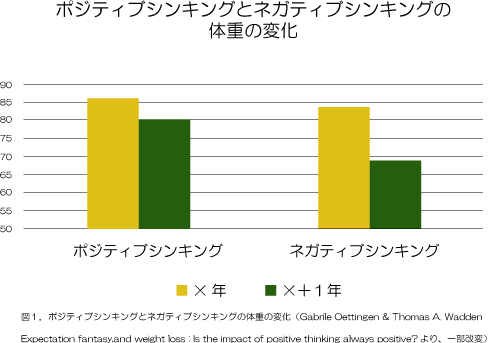 ポジティブシンキングとネガティブシンキングの
体重の変化
90
85
80
75
70
65
60
55
50
ポジティブシンキング
ネガティブシンキング
× 年
×＋１年
図１．ポジティブシンキングとネガティブシンキングの体重の変化（Gabrile Oettingen & Thomas A. Wadden
Expectation fantasy,and weight loss : Is the impact of positive thinking always positive? より、一部改変）